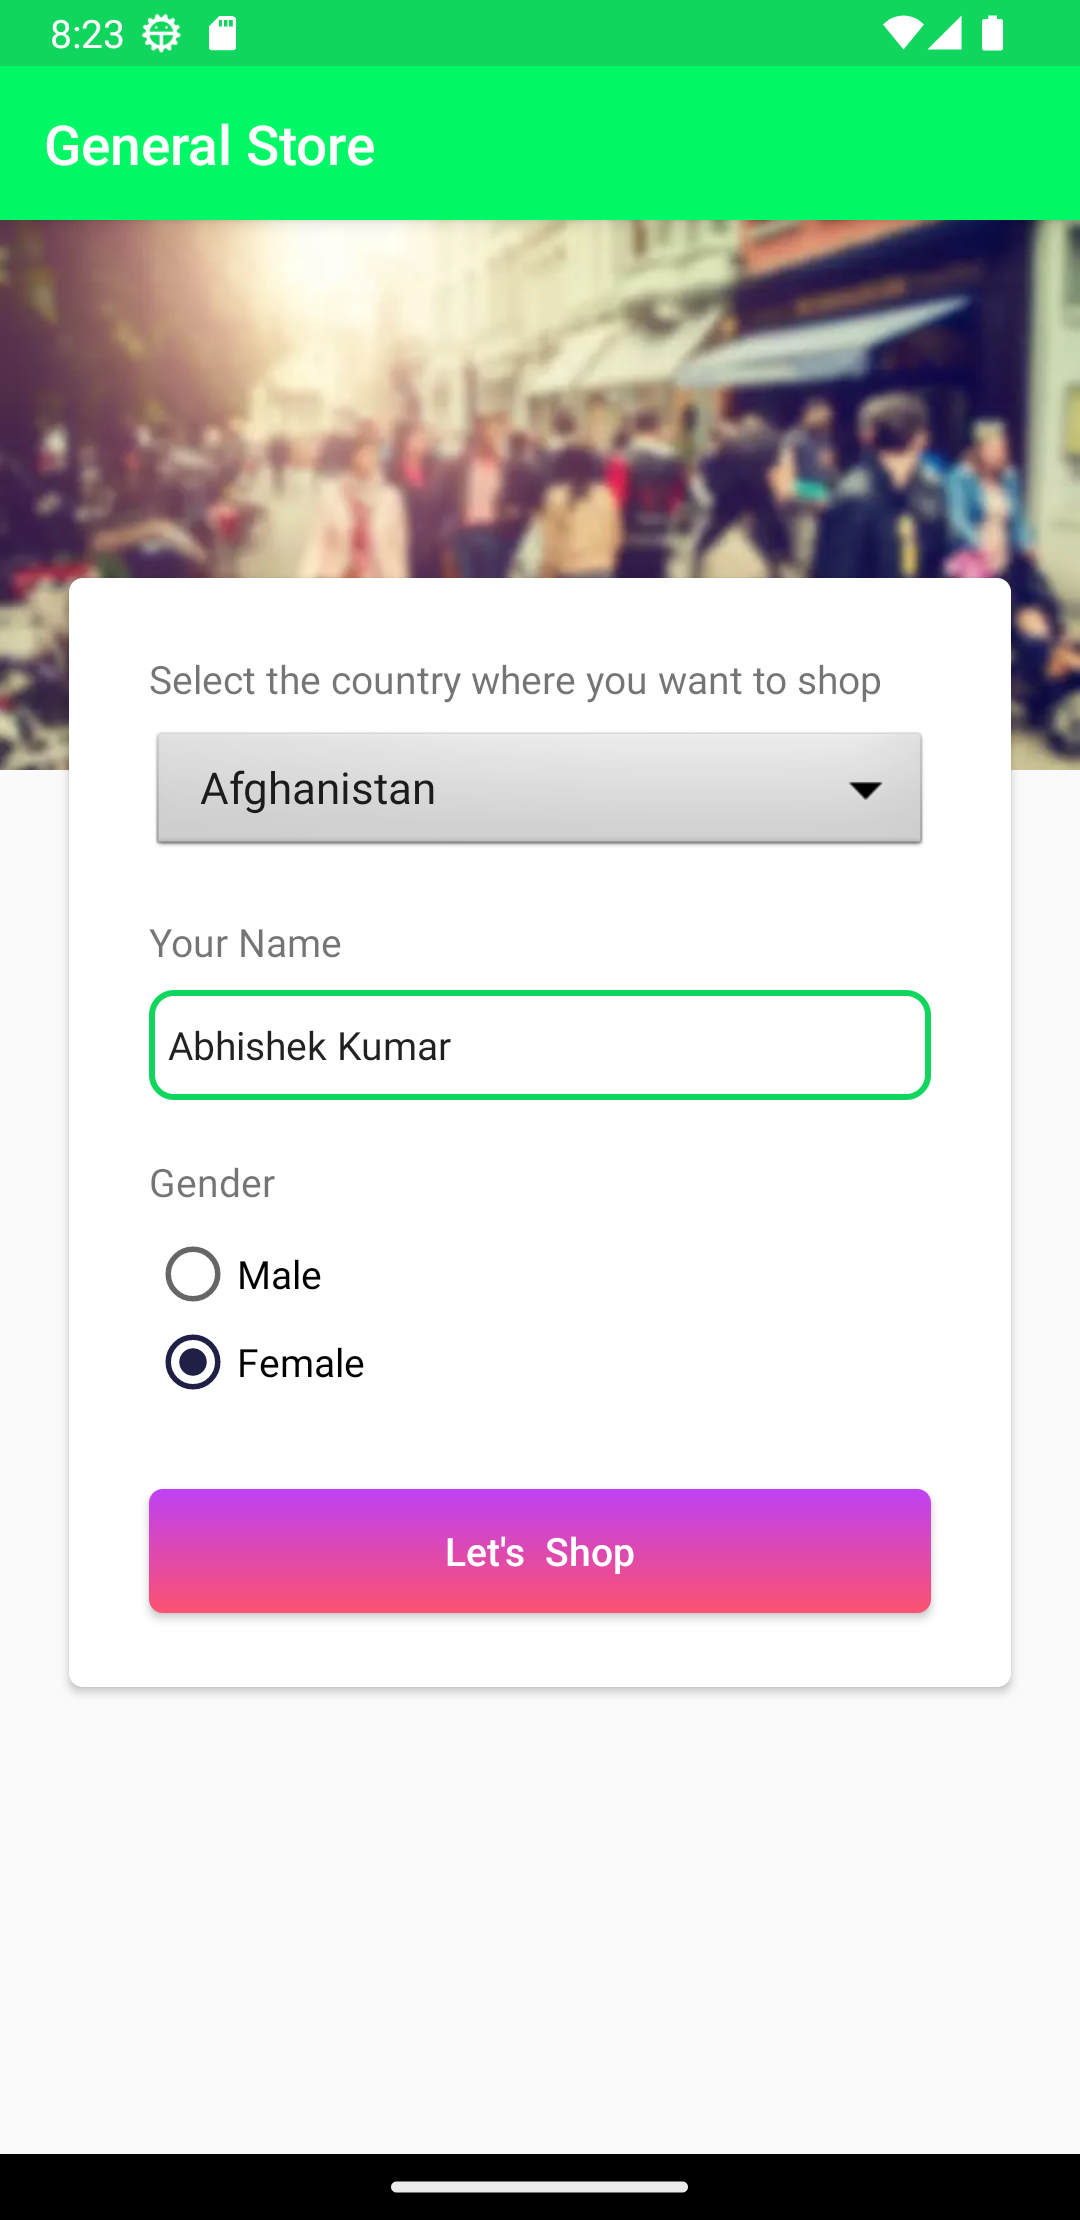 8:23
General Store
Select the country where you want to shop
Afghanistan
Your Name
Abhishek Kumar
Gender
Male
Female
Let's  Shop